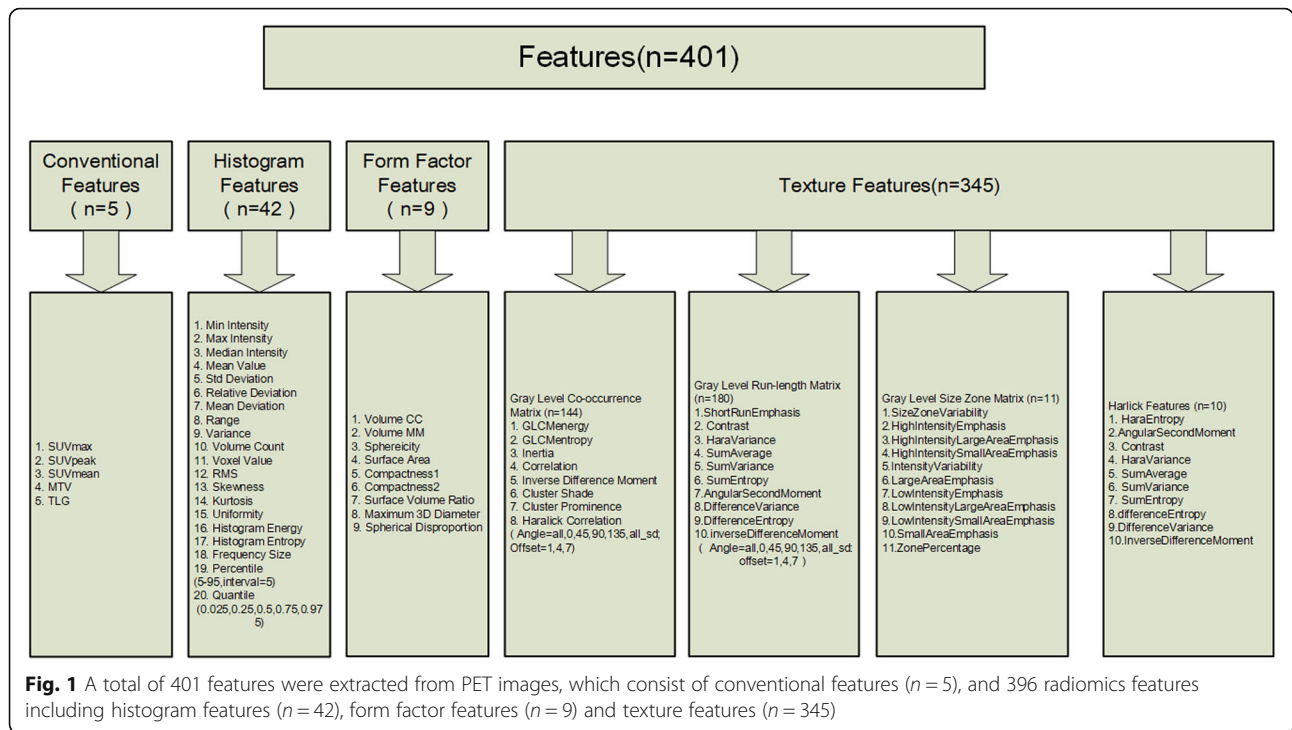 Features(n=401)
Conventional
Features
( n=5 )
Histogram
Features
( n=42 )
Form Factor
Features
( n=9 )
Texture Features(n=345)
1. SUVmax
2. SUVpeak
3. SUVmean
4. MTV
5. TLG
1. Min Intensity
2. Max Intensity
3. Median Intensity
4. Mean Value
5. Std Deviation
6. Relative Deviation
7. Mean Deviation
8. Range
9. Variance
10. Volume Count
11. Voxel Value
12. RMS
13. Skewness
14. Kurtosis
15. Uniformity
16. Histogram Energy
17. Histogram Entropy
18. Frequency Size
19. Percentile
(5-95,interval=5)
20. Quantile
(0.025,0.25,0.5,0.75,0.97
5)
1. Volume CC
2. Volume MM
3. Sphereicity
4. Surface Area
5. Compactness1
6. Compactness2
7. Surface Volume Ratio
8. Maximum 3D Diameter
9. Spherical Disproportion
Gray Level Co-occurrence
Matrix (n=144)
1. GLCMenergy
2. GLCMentropy
3. Inertia
4. Correlation
5. Inverse Difference Moment
6. Cluster Shade
7. Cluster Prominence
8. Haralick Correlation
( Angle=all,0,45,90,135,all_sd;
Offset=1,4,7)
Gray Level Run-length Matrix
(n=180)
1.ShortRunEmphasis
2. Contrast
3. HaraVariance
4. SumAverage
5. SumVariance
6. SumEntropy
7.AngularSecondMoment
8.DifferenceVariance
9.DifferenceEntropy
10.inverseDifferenceMoment
( Angle=all,0,45,90,135,all_sd;
offset=1,4,7 )
Gray Level Size Zone Matrix (n=11)
1.SizeZoneVariability
2.HighIntensityEmphasis
3.HighIntensityLargeAreaEmphasis
4.HighIntensitySmallAreaEmphasis
5.IntensityVariability
6.LargeAreaEmphasis
7.LowIntensityEmphasis
8.LowIntensityLargeAreaEmphasis
9.LowIntensitySmallAreaEmphasis
10.SmallAreaEmphasis
11.ZonePercentage
Harlick Features (n=10)
1. HaraEntropy
2.AngularSecondMoment
3. Contrast
4. HaraVariance
5. SumAverage
6. SumVariance
7. SumEntropy
8.differenceEntropy
9.DifferenceVariance
10.InverseDifferenceMoment
Fig. 1 A total of 401 features were extracted from PET images, which consist of conventional features (n = 5), and 396 radiomics features
including histogram features (n = 42), form factor features (n = 9) and texture features (n = 345)